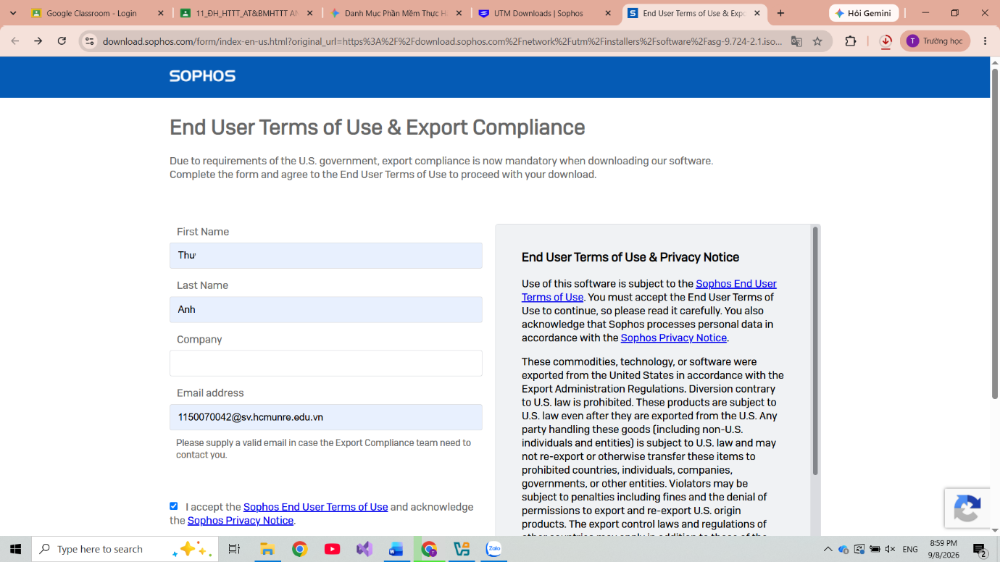 Google Classroom - Login
11_ĐH_HTTT_AT&BMHTTT AN
Danh Mục Phần Mềm Thực H
UTM Downloads | Sophos
End User Terms of Use & Expo
Hỏi Gemini
download.sophos.com/form/index-en-us.html?original_url=https%3A%2F%2Fdownload.sophos.com%2Fnetwork%2Futm%2Finstallers%2Fsoftware%2Fasg-9.724-2.1.iso...
T Trường học
SOPHOS
End User Terms of Use & Export Compliance
Due to requirements of the U.S. government, export compliance is now mandatory when downloading our software.
Complete the form and agree to the End User Terms of Use to proceed with your download.
First Name
Thư
Last Name
Anh
Company
Email address
1150070042@sv.hcmunre.edu.vn
Please supply a valid email in case the Export Compliance team need to
contact you.
I accept the Sophos End User Terms of Use and acknowledge
the Sophos Privacy Notice.
End User Terms of Use & Privacy Notice
Use of this software is subject to the Sophos End User
Terms of Use. You must accept the End User Terms of
Use to continue, so please read it carefully. You also
acknowledge that Sophos processes personal data in
accordance with the Sophos Privacy Notice.
These commodities, technology, or software were
exported from the United States in accordance with the
Export Administration Regulations. Diversion contrary
to U.S. law is prohibited. These products are subject to
U.S. law even after they are exported from the U.S. Any
party handling these goods (including non-U.S.
individuals and entities) is subject to U.S. law and may
not re-export or otherwise transfer these items to
prohibited countries, individuals, companies,
governments, or other entities. Violators may be
subject to penalties including fines and the denial of
permissions to export and re-export U.S. origin
products. The export control laws and regulations of
other countries may apply in addition to those of the
Type here to search
Zalo
ENG
8:59 PM
9/8/2026
2